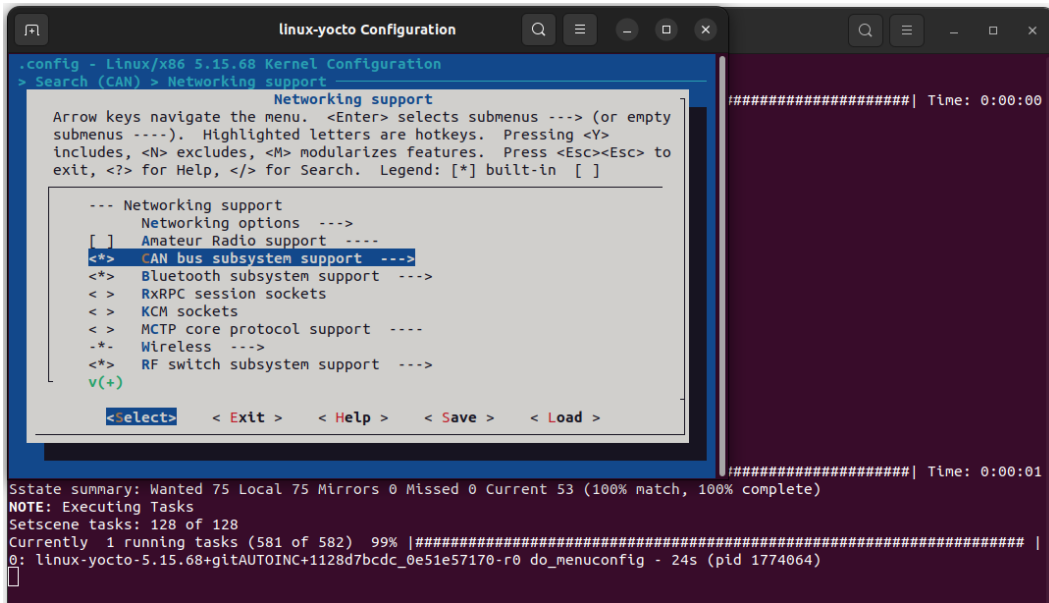 linux-yocto Configuration
.config - Linux/x86 5.15.68 Kernel Configuration
> Search (CAN) > Networking support
Networking support
Arrow keys navigate the menu.  <Enter> selects submenus ---> (or empty
submenus ----).  Highlighted letters are hotkeys.  Pressing <Y>
includes, <N> excludes, <M> modularizes features.  Press <Esc><Esc> to
exit, <?> for Help, </> for Search.  Legend: [*] built-in  [ ]
--- Networking support
Networking options  --->
[ ]   Amateur Radio support  ----
<*>   CAN bus subsystem support  --->
<*>   Bluetooth subsystem support  --->
< >   RxRPC session sockets
< >   KCM sockets
< >   MCTP core protocol support  ----
-*-   Wireless  --->
<*>   RF switch subsystem support  --->
v(+)
<Select>    < Exit >    < Help >    < Save >    < Load >
#####################| Time: 0:00:00
#####################| Time: 0:00:01
Sstate summary: Wanted 75 Local 75 Mirrors 0 Missed 0 Current 53 (100% match, 100% complete)
NOTE: Executing Tasks
Setscene tasks: 128 of 128
Currently  1 running tasks (581 of 582)  99% |##################################################################### |
0: linux-yocto-5.15.68+gitAUTOINC+1128d7bcdc_0e51e57170-r0 do_menuconfig - 24s (pid 1774064)